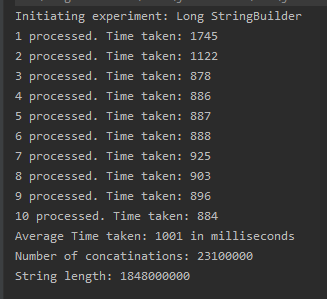 Initiating experiment: Long StringBuilder
1 processed. Time taken: 1745
2 processed. Time taken: 1122
3 processed. Time taken: 878
4 processed. Time taken: 886
5 processed. Time taken: 887
6 processed. Time taken: 888
7 processed. Time taken: 925
8 processed. Time taken: 903
9 processed. Time taken: 896
10 processed. Time taken: 884
Average Time taken: 1001 in milliseconds
Number of concatinations: 23100000
String length: 1848000000